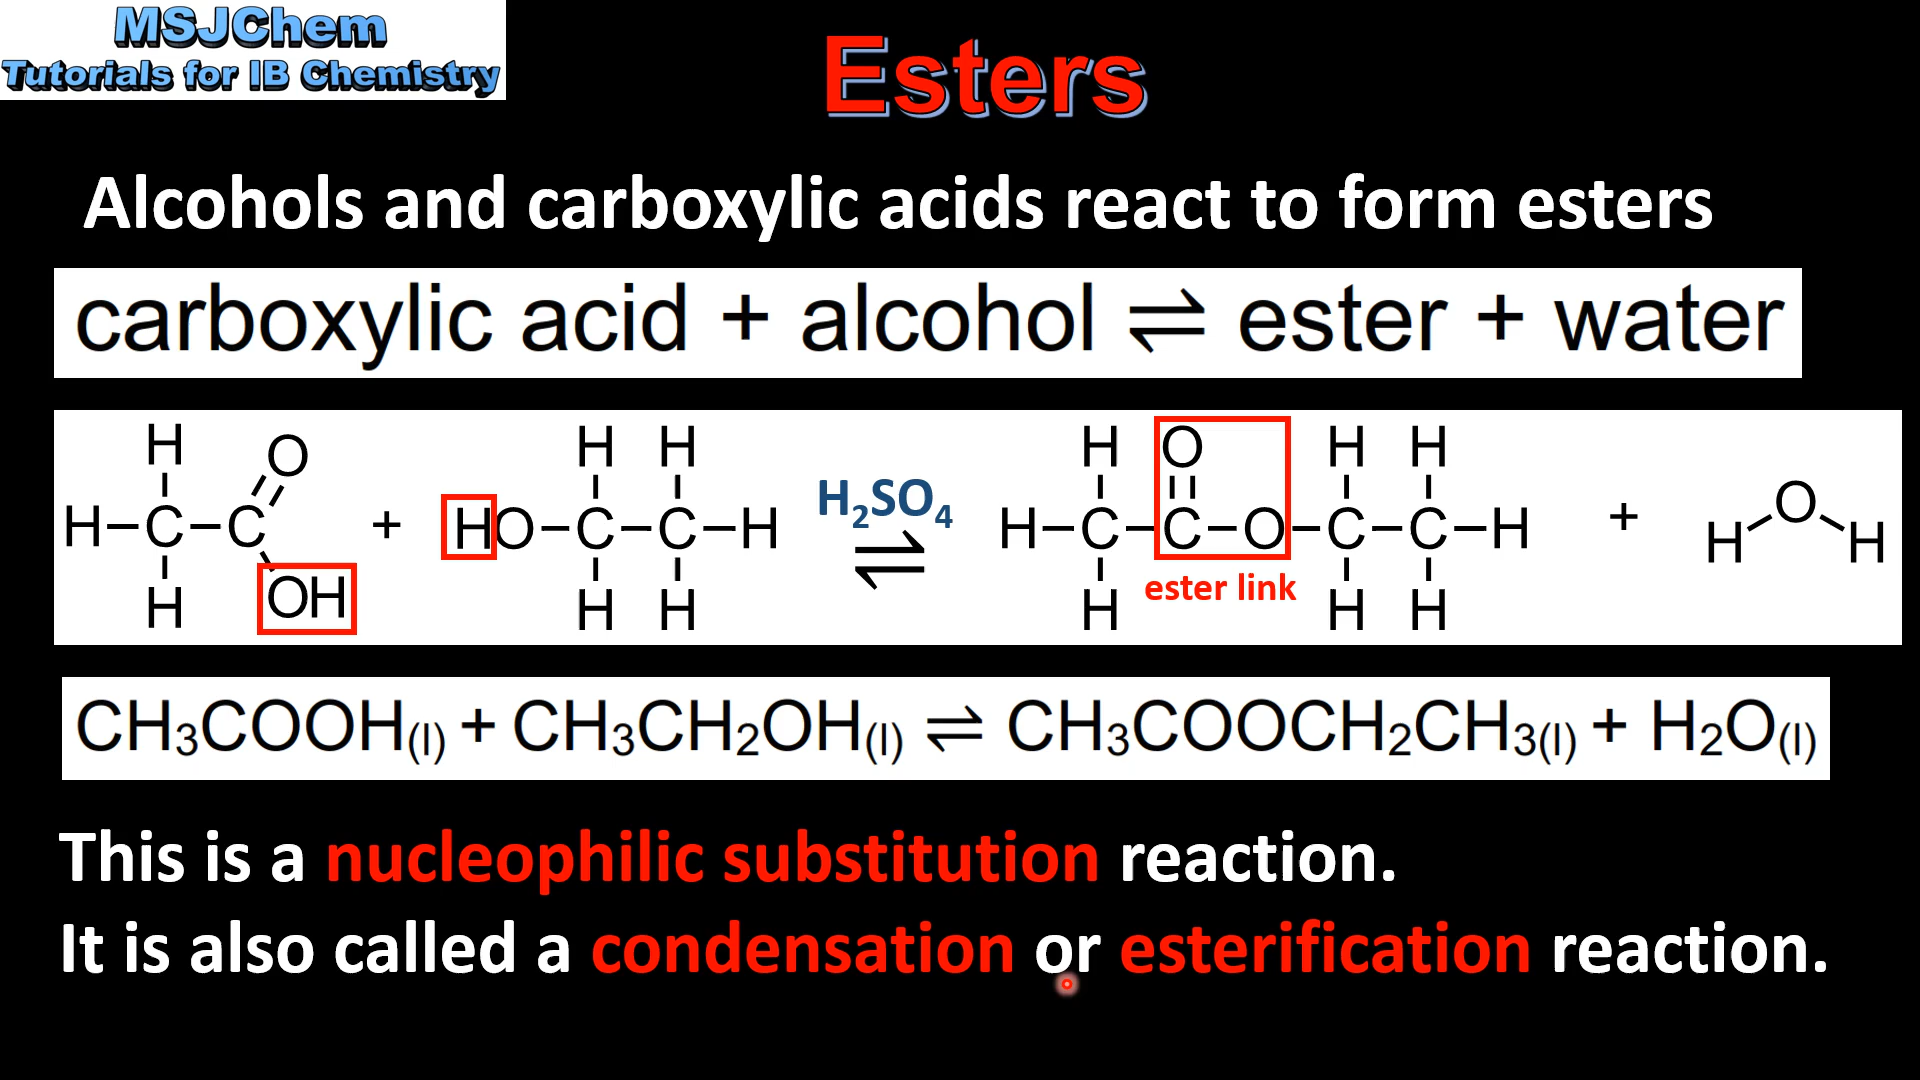 MSJChem
Tutorials for IB Chemistry
Esters
Alcohols and carboxylic acids react to form esters
carboxylic acid + alcohol ⇌ ester + water
H H H H O H H
O
H–C–C + HO–C–C–H H₂SO₄ ⇌ H–C–C–O–C–C–H + H O H
OH
ester link
H H H H H H
CH₃COOH(l) + CH₃CH₂OH(l) ⇌ CH₃COOCH₂CH₃(l) + H₂O(l)
This is a nucleophilic substitution reaction.
It is also called a condensation or esterification reaction.